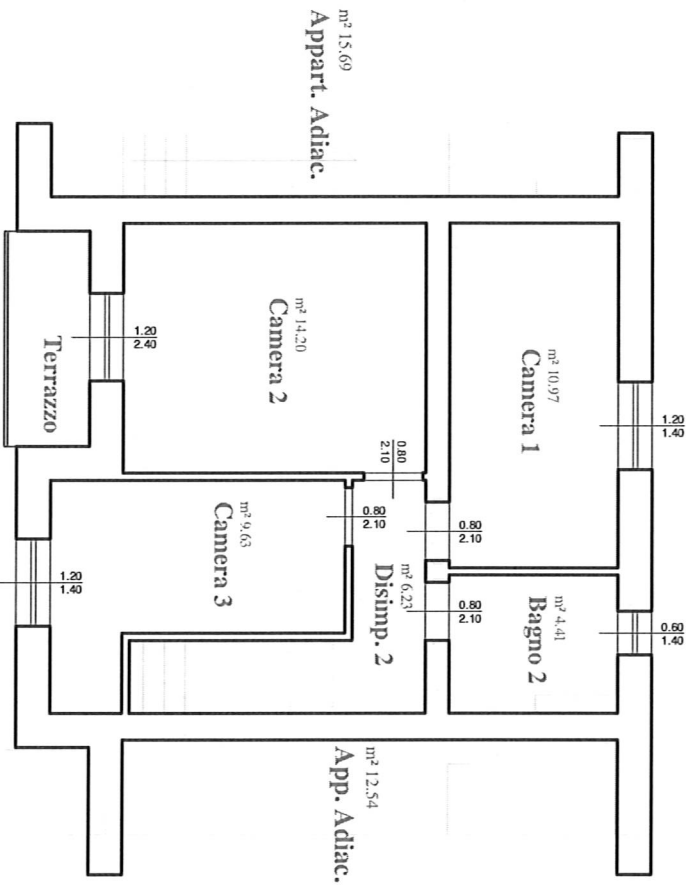 m² 15.69
Appart. Adiac.
1.20
1.40
0.60
1.40
m² 10.97
Camera 1
m² 4.41
Bagno 2
0.80
2.10
0.80
2.10
0.80
2.10
0.80
2.10
m² 14.20
Camera 2
m² 6.23
Disimp. 2
m² 9.63
Camera 3
1.20
2.40
Terrazzo
1.20
1.40
m² 12.54
App. Adiac.